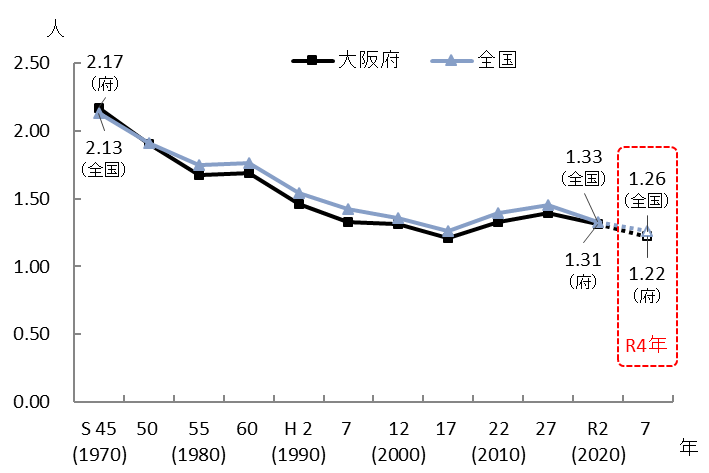 人
大阪府 全国
2.50
2.00
1.50
1.00
0.50
0.00
2.17
（府）
2.13
（全国）
1.33
（全国）
1.31
（府）
1.26
（全国）
1.22
（府）
R4年
S 45 50 55 60 H 2 7 12 17 22 27 R2 7
(1970) (1980) (1990) (2000) (2010) (2020) 年